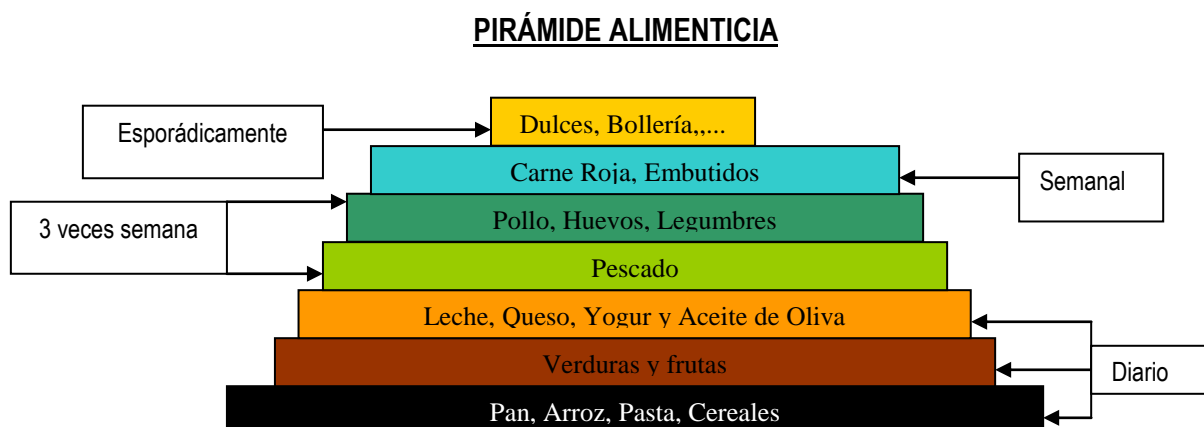 PIRÁMIDE ALIMENTICIA
Esporádicamente
Dulces, Bollería,,...
Carne Roja, Embutidos
Semanal
3 veces semana
Pollo, Huevos, Legumbres
Pescado
Leche, Queso, Yogur y Aceite de Oliva
Verduras y frutas
Diario
Pan, Arroz, Pasta, Cereales